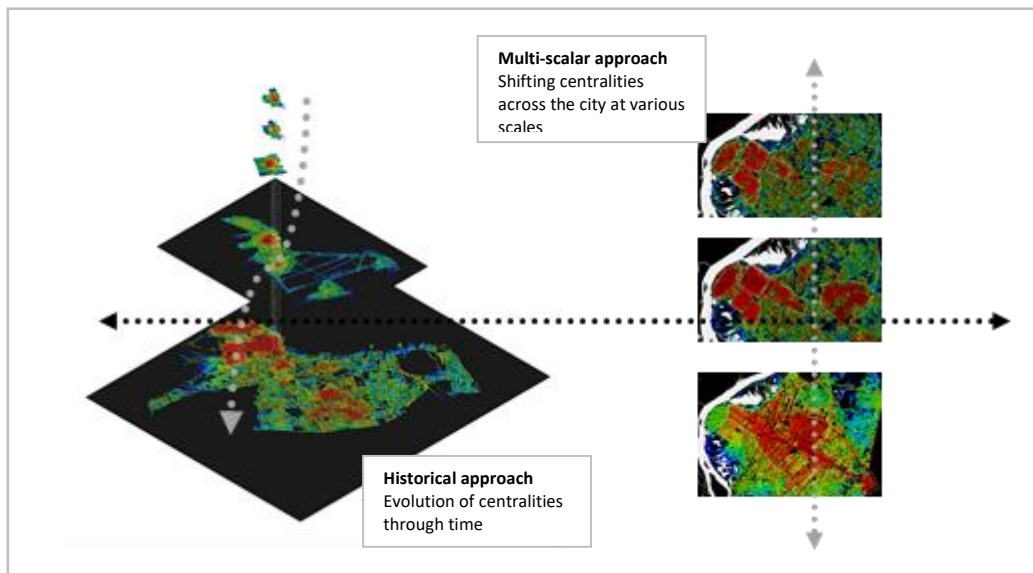 Multi-scalar approach
Shifting centralities
across the city at various
scales
Historical approach
Evolution of centralities
through time